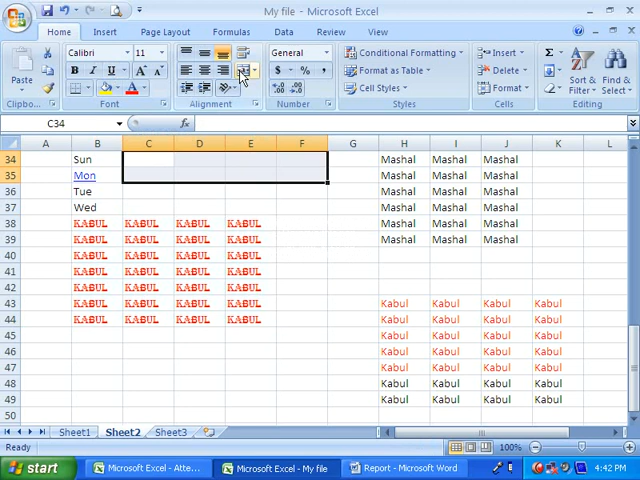 My file - Microsoft Excel
Home Insert Page Layout Formulas Data Review View
Paste Calibri 11 General Conditional Formatting Insert Sort & Filter Find & Select
B I U A A $ % , Format as Table Delete
A Cell Styles Format
Clipboard... Font Alignment Number Styles Cells Editing
C34 fx
A B C D E F G H I J K L
34 Sun Mashal Mashal Mashal
35 Mon Mashal Mashal Mashal
36 Tue Mashal Mashal Mashal
37 Wed Mashal Mashal Mashal
38 KABUL KABUL KABUL KABUL Mashal Mashal Mashal
39 KABUL KABUL KABUL KABUL Mashal Mashal Mashal
40 KABUL KABUL KABUL KABUL
41 KABUL KABUL KABUL KABUL
42 KABUL KABUL KABUL KABUL
43 KABUL KABUL KABUL KABUL Kabul Kabul Kabul Kabul
44 KABUL KABUL KABUL KABUL Kabul Kabul Kabul Kabul
45 Kabul Kabul Kabul Kabul
46 Kabul Kabul Kabul Kabul
47 Kabul Kabul Kabul Kabul
48 Kabul Kabul Kabul Kabul
49 Kabul Kabul Kabul Kabul
50
Sheet1 Sheet2 Sheet3
Ready 100%
start Microsoft Excel - Atte... Microsoft Excel - My file Report - Microsoft Word 4:42 PM